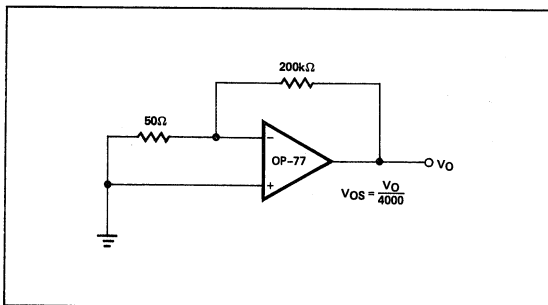 200kΩ
50Ω
−
OP-77
+
VO
VOS = VO
4000